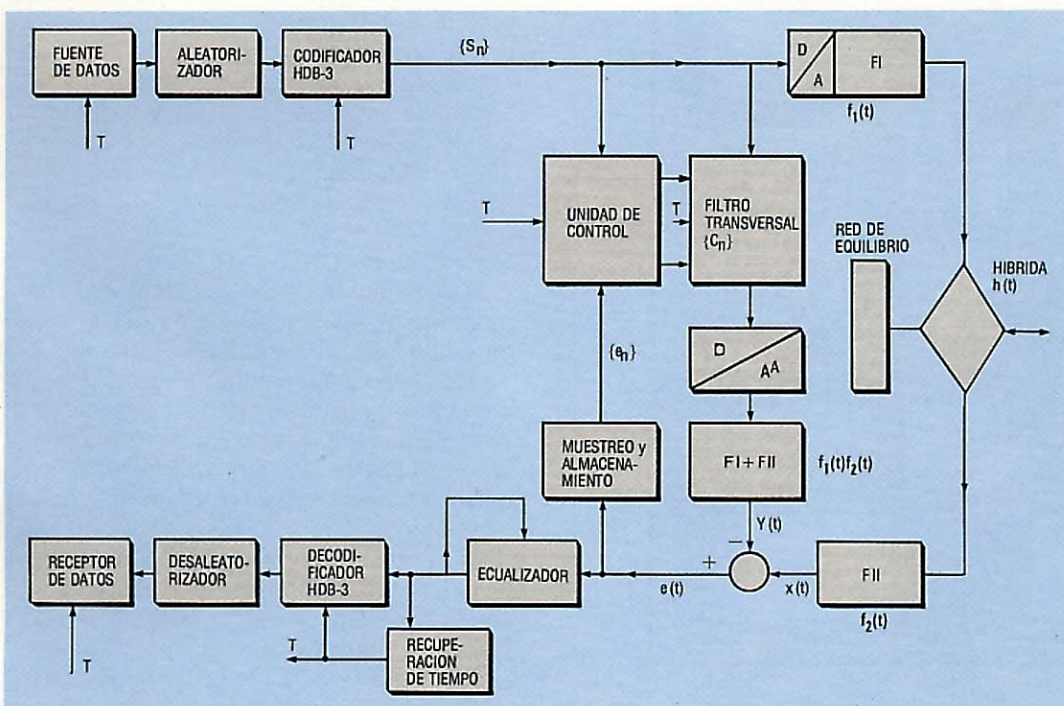 FUENTE
DE DATOS
ALEATORI-
ZADOR
CODIFICADOR
HDB-3
{Sn}
D
A
FI
f1(t)
T
T
UNIDAD DE
CONTROL
T
T
FILTRO
TRANSVERSAL
{Cn}
RED DE
EQUILIBRIO
HIBRIDA
h(t)
{en}
D
AA
MUESTREO y
ALMACENA-
MIENTO
FI + FII
f1(t)f2(t)
Y(t)
RECEPTOR
DE DATOS
DESALEATO-
RIZADOR
DECODI-
FICADOR
HDB-3
ECUALIZADOR
e(t)
+
−
x(t)
FII
f2(t)
T
T
RECUPE-
RACION
DE TIEMPO